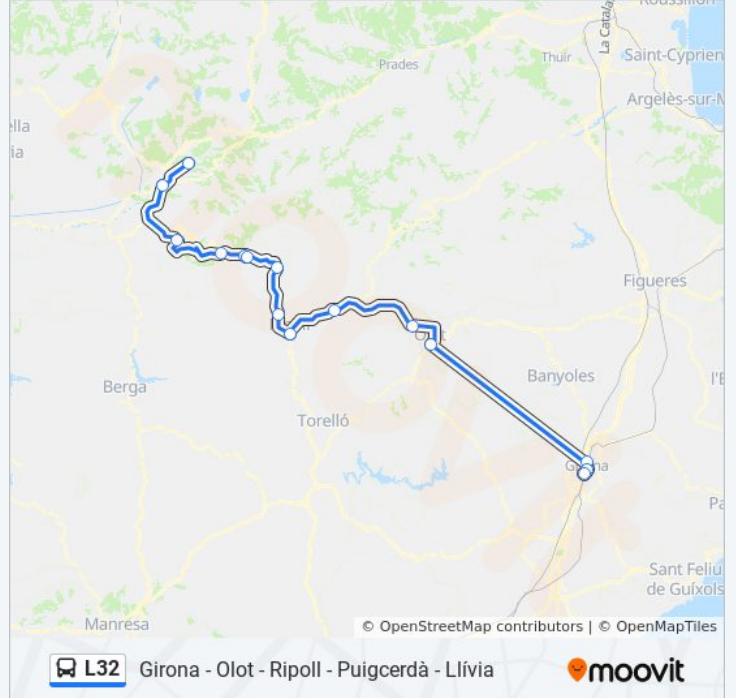 Roussillon
La Catala
Prades
Thuir
Saint-Cyprien
Argelès-sur-M
ella
ia
Figueres
Banyoles
l'E
Berga
Torelló
Pa
Sant Feliu
de Guíxols
Manresa
© OpenStreetMap contributors | © OpenMapTiles
L32 Girona - Olot - Ripoll - Puigcerdà - Llívia moovit